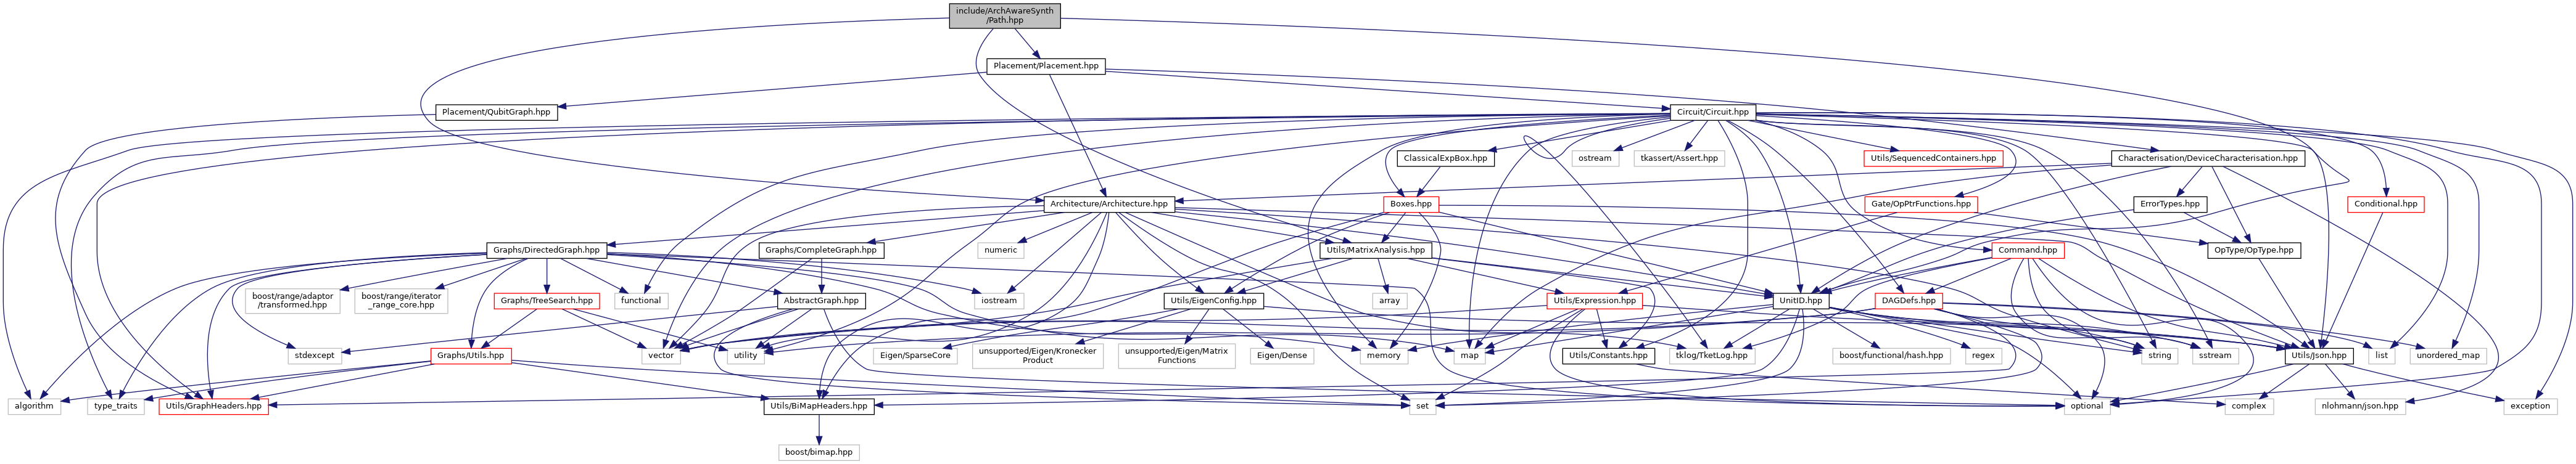 include/ArchAwareSynth
/Path.hpp
Placement/Placement.hpp
Placement/QubitGraph.hpp
Circuit/Circuit.hpp
ClassicalExpBox.hpp
ostream
tkassert/Assert.hpp
Utils/SequencedContainers.hpp
Characterisation/DeviceCharacterisation.hpp
Architecture/Architecture.hpp
Boxes.hpp
Gate/OpPtrFunctions.hpp
ErrorTypes.hpp
Conditional.hpp
Graphs/DirectedGraph.hpp
Graphs/CompleteGraph.hpp
numeric
Utils/MatrixAnalysis.hpp
Command.hpp
OpType/OpType.hpp
boost/range/adaptor
/transformed.hpp
boost/range/iterator
_range_core.hpp
Graphs/TreeSearch.hpp
functional
AbstractGraph.hpp
iostream
Utils/EigenConfig.hpp
array
Utils/Expression.hpp
UnitID.hpp
DAGDefs.hpp
stdexcept
Graphs/Utils.hpp
vector
utility
Eigen/SparseCore
unsupported/Eigen/Kronecker
Product
unsupported/Eigen/Matrix
Functions
Eigen/Dense
memory
map
Utils/Constants.hpp
tklog/TketLog.hpp
boost/functional/hash.hpp
regex
string
sstream
Utils/Json.hpp
list
unordered_map
algorithm
type_traits
Utils/GraphHeaders.hpp
Utils/BiMapHeaders.hpp
set
optional
complex
nlohmann/json.hpp
exception
boost/bimap.hpp